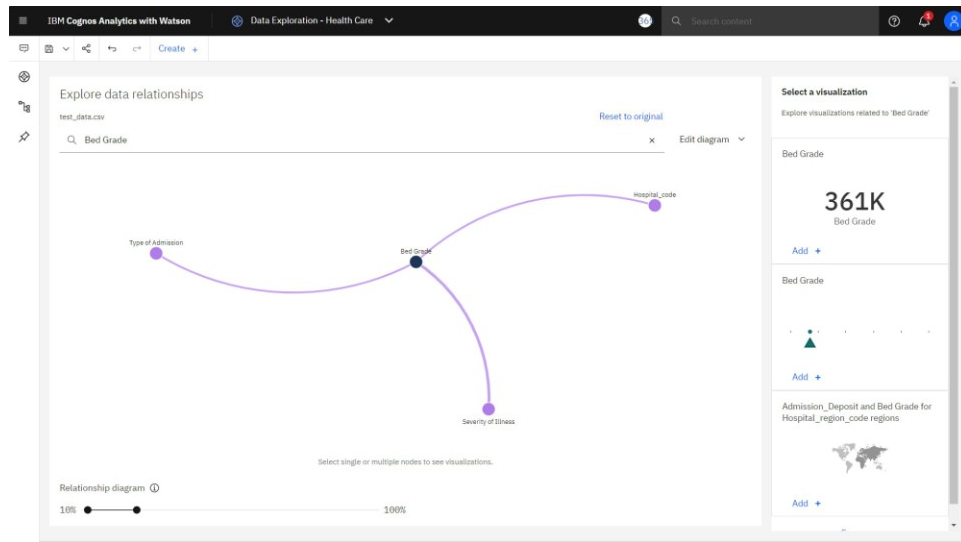 IBM Cognos Analytics with Watson
Data Exploration - Health Care
36
Search content
1
Create +
Explore data relationships
test_data.csv
Reset to original
Bed Grade
×
Edit diagram
Type of Admission
Bed Grade
Hospital_code
Severity of Illness
Select single or multiple nodes to see visualizations.
Relationship diagram
10%
100%
Select a visualization
Explore visualizations related to 'Bed Grade'
Bed Grade
361K
Bed Grade
Add +
Bed Grade
Add +
Admission_Deposit and Bed Grade for
Hospital_region_code regions
Add +